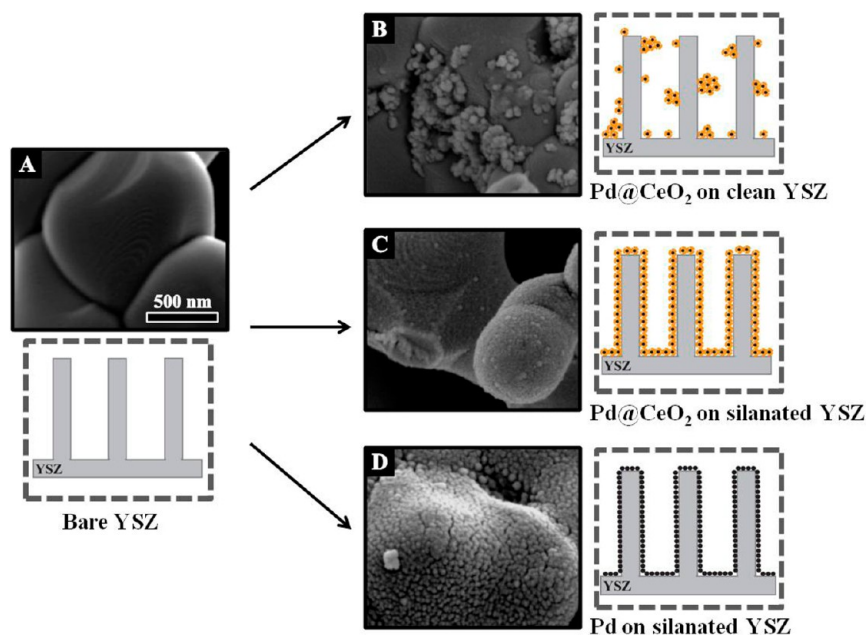 A
500 nm
YSZ
Bare YSZ
B
YSZ
Pd@CeO₂ on clean YSZ
C
YSZ
Pd@CeO₂ on silanated YSZ
D
YSZ
Pd on silanated YSZ